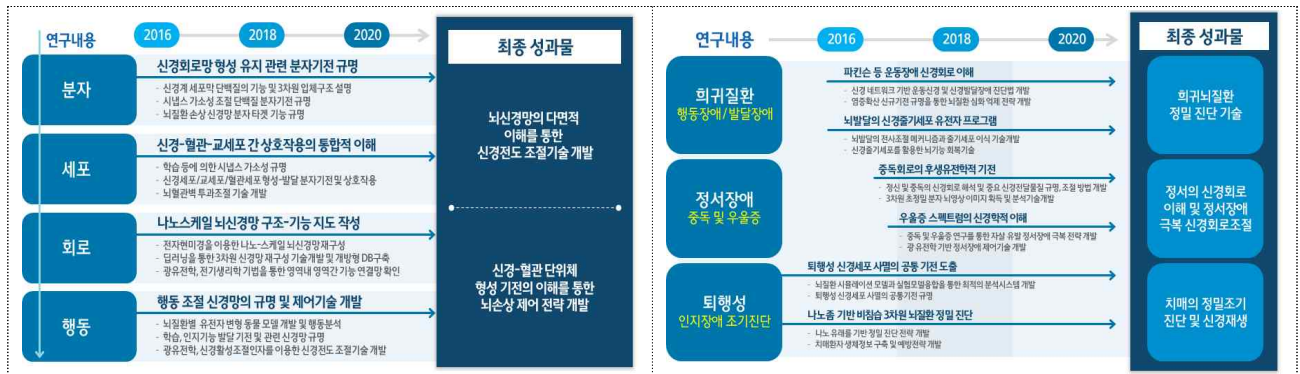 연구내용
2016
2018
2020
최종 성과물
분자
신경회로망 형성 유지 관련 분자기전 규명
- 신경계 세포막 단백질의 기능 및 3차원 입체구조 설명
- 시냅스 가소성 조절 단백질 분자기전 규명
- 뇌질환 손상 신경망 분자 타겟 기능 규명
세포
신경-혈관-교세포 간 상호작용의 통합적 이해
- 학습 등에 의한 시냅스 가소성 규명
- 신경세포/교세포/혈관세포 형성-발달 분자기전 및 상호작용
- 뇌혈관벽 투과조절 기술 개발
회로
나노스케일 뇌신경망 구조-기능 지도 작성
- 전자현미경을 이용한 나노-스케일 뇌신경망 재구성
- 딥러닝을 통한 3차원 신경망 재구성 기술개발 및 개방형 DB구축
- 광유전학, 전기생리학 기법을 통한 영역내 영역간 기능 연결망 확인
행동
행동 조절 신경망의 규명 및 제어기술 개발
- 뇌질환별 유전자 변형 동물 모델 개발 및 행동분석
- 학습, 인지기능 발달 기전 및 관련 신경망 규명
- 광유전학, 신경활성조절인자를 이용한 신경전도 조절기술 개발
뇌신경망의 다면적
이해를 통한
신경전도 조절기술 개발
신경-혈관 단위체
형성 기전의 이해를 통한
뇌손상 제어 전략 개발
연구내용
2016
2018
2020
최종 성과물
희귀질환
행동장애/발달장애
파킨슨 등 운동장애 신경회로 이해
- 신경 네트워크 기반 운동신경 및 신경발달장애 진단법 개발
- 염증확산 신규기전 규명을 통한 뇌질환 심화 억제 전략 개발
뇌발달의 신경줄기세포 유전자 프로그램
- 뇌발달의 전사조절 메커니즘과 줄기세포 이식 기술개발
- 신경줄기세포를 활용한 뇌기능 회복기술
희귀뇌질환
정밀 진단 기술
정서장애
중독 및 우울증
중독회로의 후생유전학적 기전
- 정신 및 중독의 신경회로 해석 및 중요 신경전달물질 규명, 조절 방법 개발
- 3차원 초정밀 분자 뇌영상 이미지 획득 및 분석기술개발
우울증 스펙트럼의 신경학적 이해
- 중독 및 우울증 연구를 통한 자살 유발 정서장애 극복 전략 개발
- 광 유전학 기반 정서장애 제어기술 개발
정서의 신경회로
이해 및 정서장애
극복 신경회로조절
퇴행성
인지장애 조기진단
퇴행성 신경세포 사멸의 공통 기전 도출
- 뇌질환 시뮬레이션 모델과 실험모델융합을 통한 최적의 분석시스템 개발
- 퇴행성 신경세포 사멸의 공통기전 규명
나노좀 기반 비침습 3차원 뇌질환 정밀 진단
- 나노 유래를 기반 정밀 진단 전략 개발
- 치매환자 생체정보 구축 및 예방전략 개발
치매의 정밀조기
진단 및 신경재생